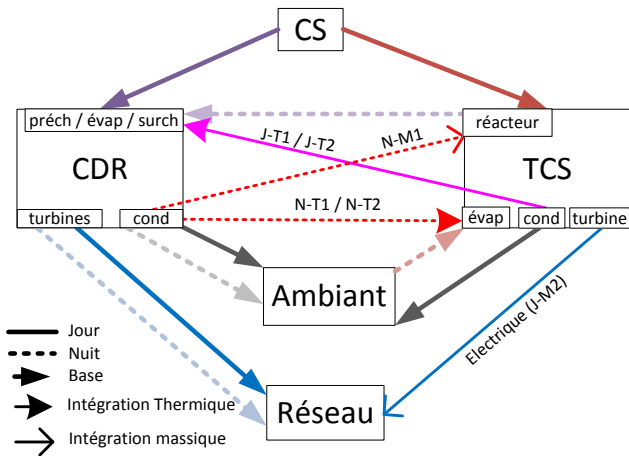 CS
préch / évap / surch
réacteur
J-T1 / J-T2
N-M1
CDR
TCS
N-T1 / N-T2
turbines
cond
évap
cond
turbine
Ambiant
Electrique (J-M2)
Jour
Nuit
Base
Intégration Thermique
Intégration massique
Réseau